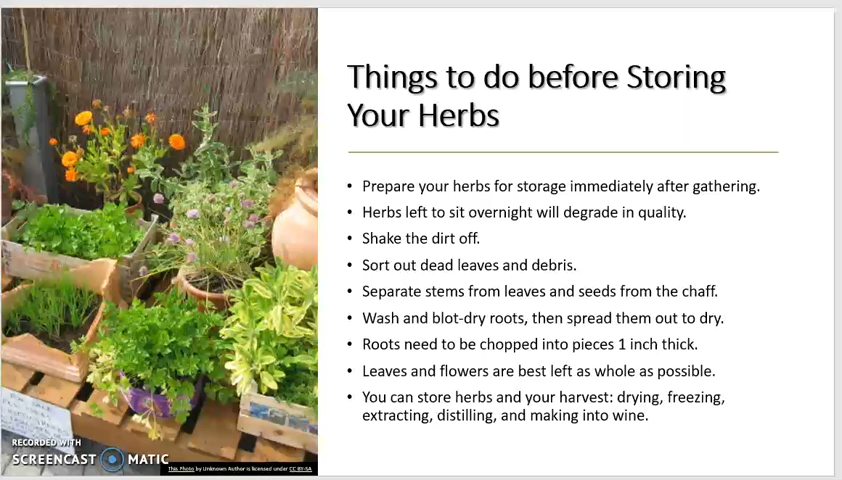 Things to do before Storing
Your Herbs
• Prepare your herbs for storage immediately after gathering.
• Herbs left to sit overnight will degrade in quality.
• Shake the dirt off.
• Sort out dead leaves and debris.
• Separate stems from leaves and seeds from the chaff.
• Wash and blot-dry roots, then spread them out to dry.
• Roots need to be chopped into pieces 1 inch thick.
• Leaves and flowers are best left as whole as possible.
• You can store herbs and your harvest: drying, freezing,
extracting, distilling, and making into wine.
RECORDED WITH
SCREENCAST MATIC
This Photo by Unknown Author is licensed under CC BY-SA